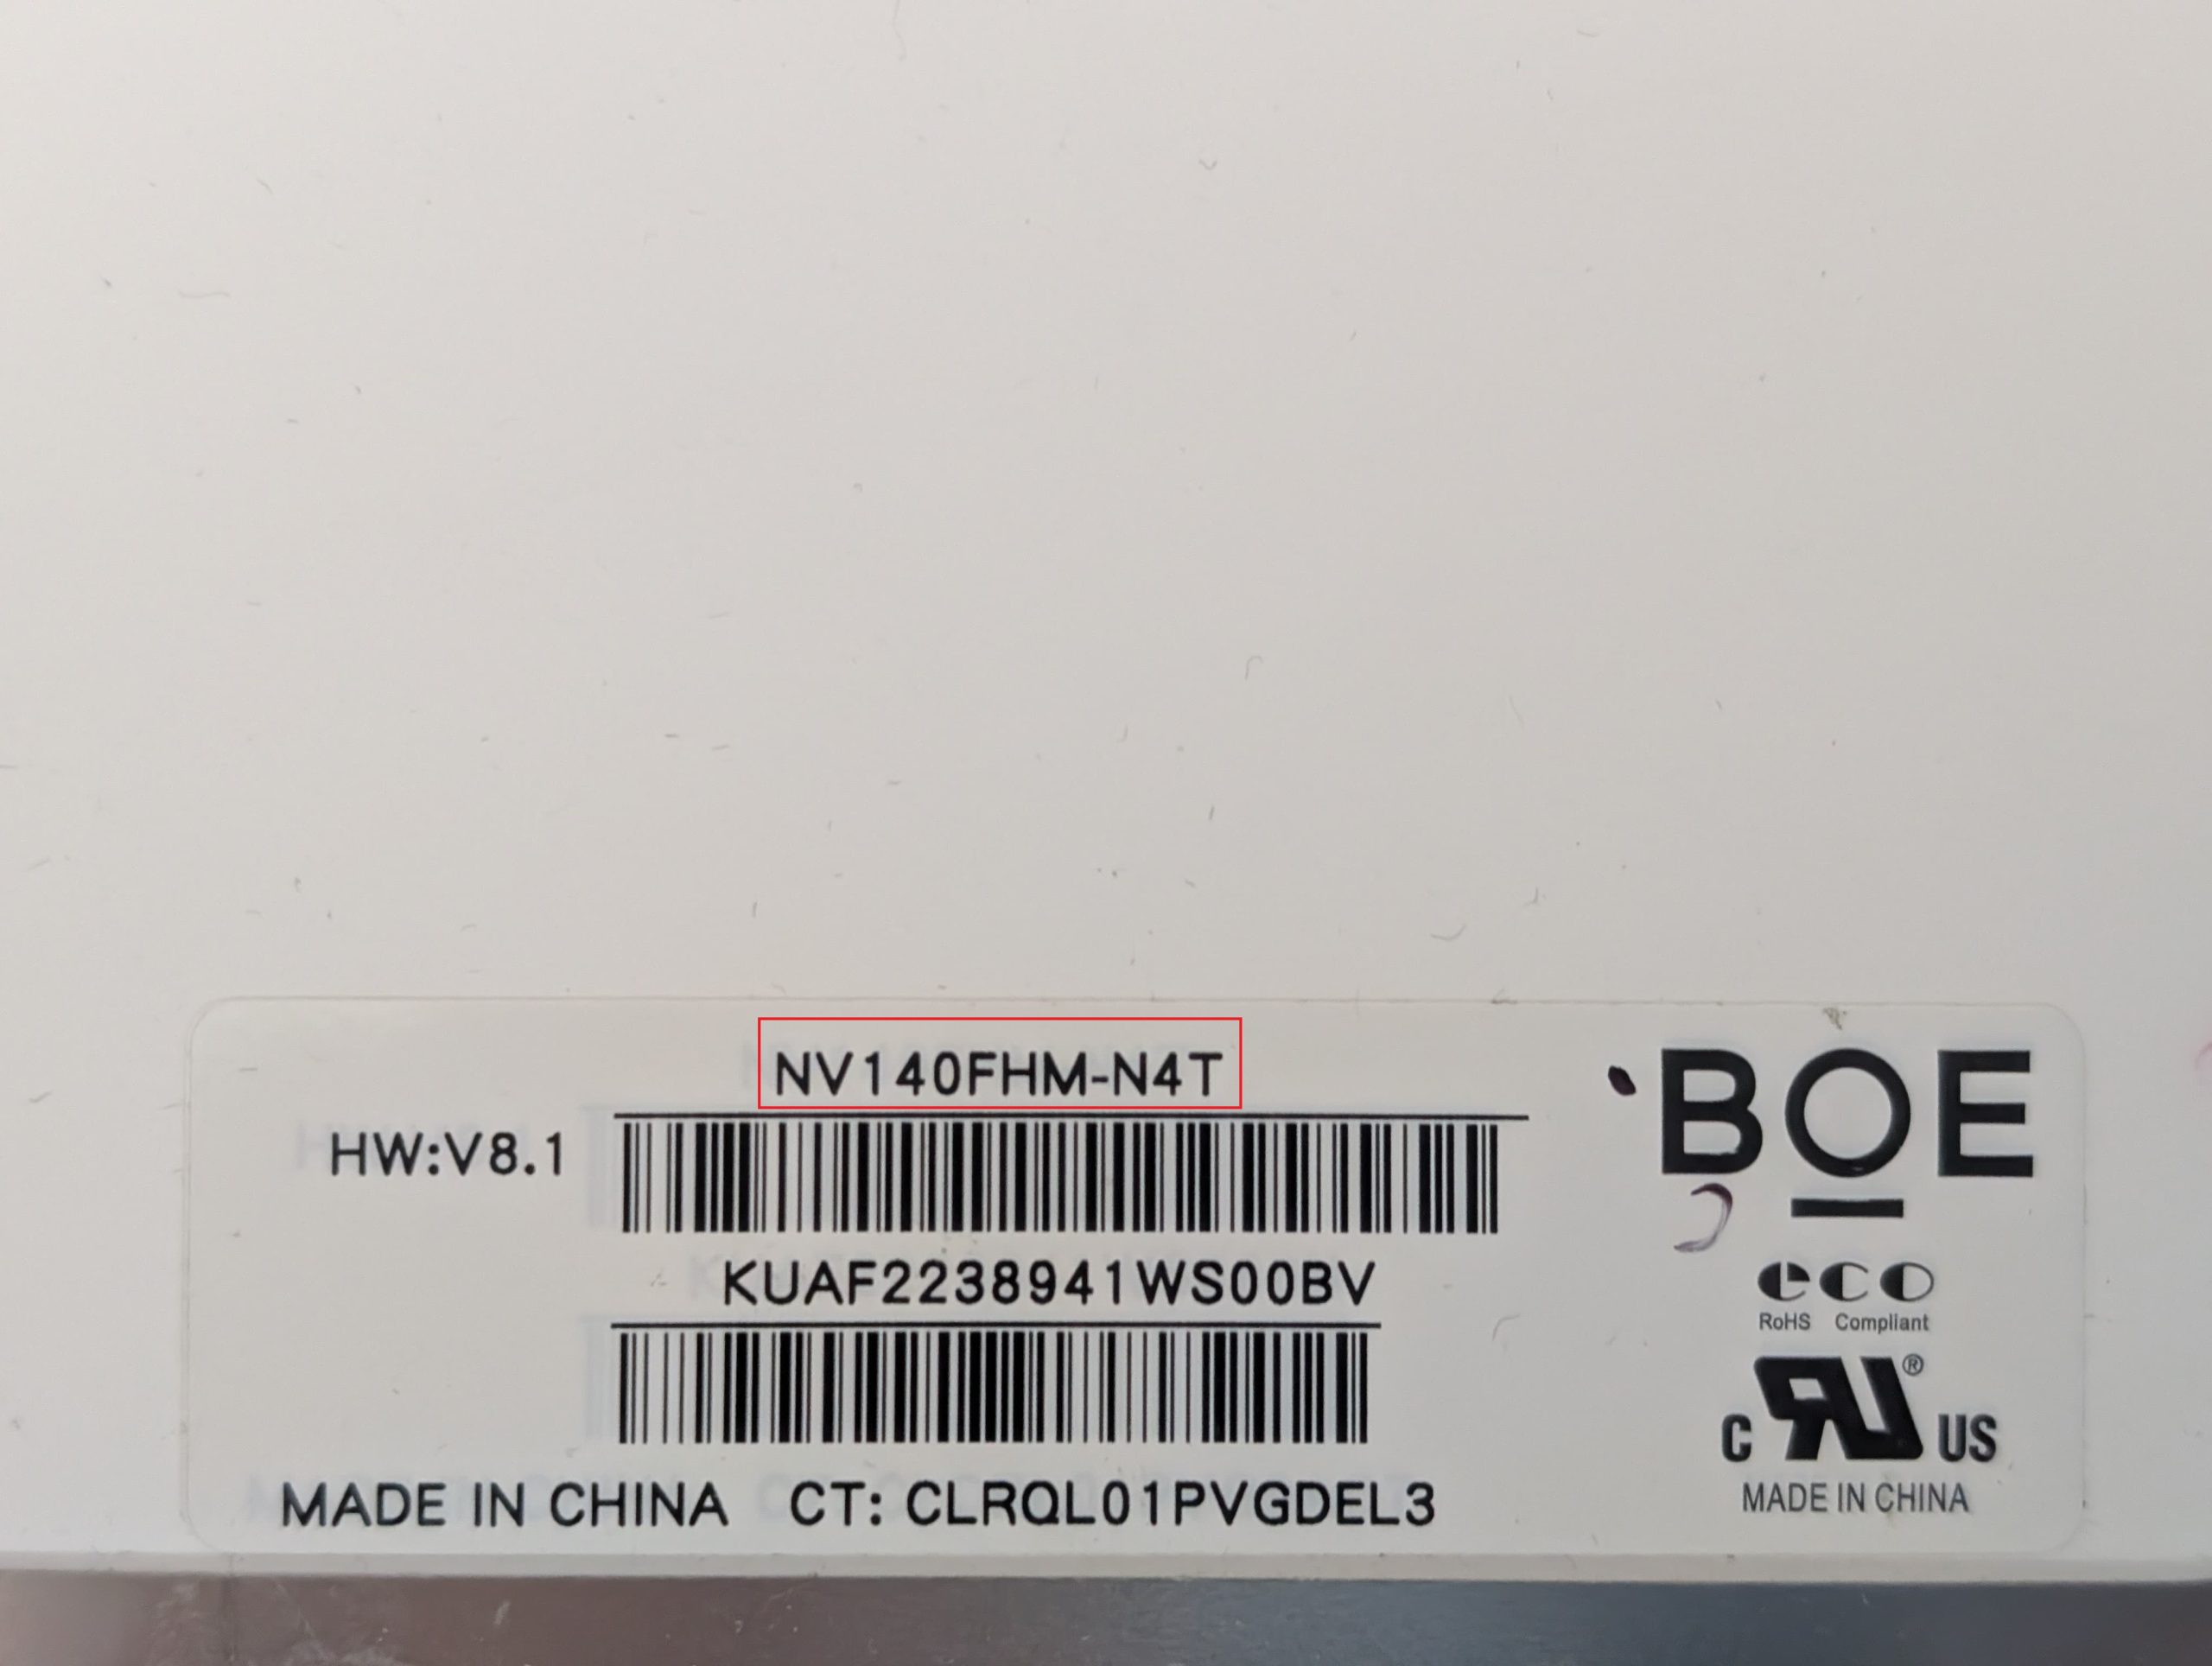 NV140FHM-N4T
HW:V8.1
KUAF2238941WS00BV
MADE IN CHINA CT: CLRQL01PVGDEL3
BOE
eco
RoHS Compliant
C RU® US
MADE IN CHINA